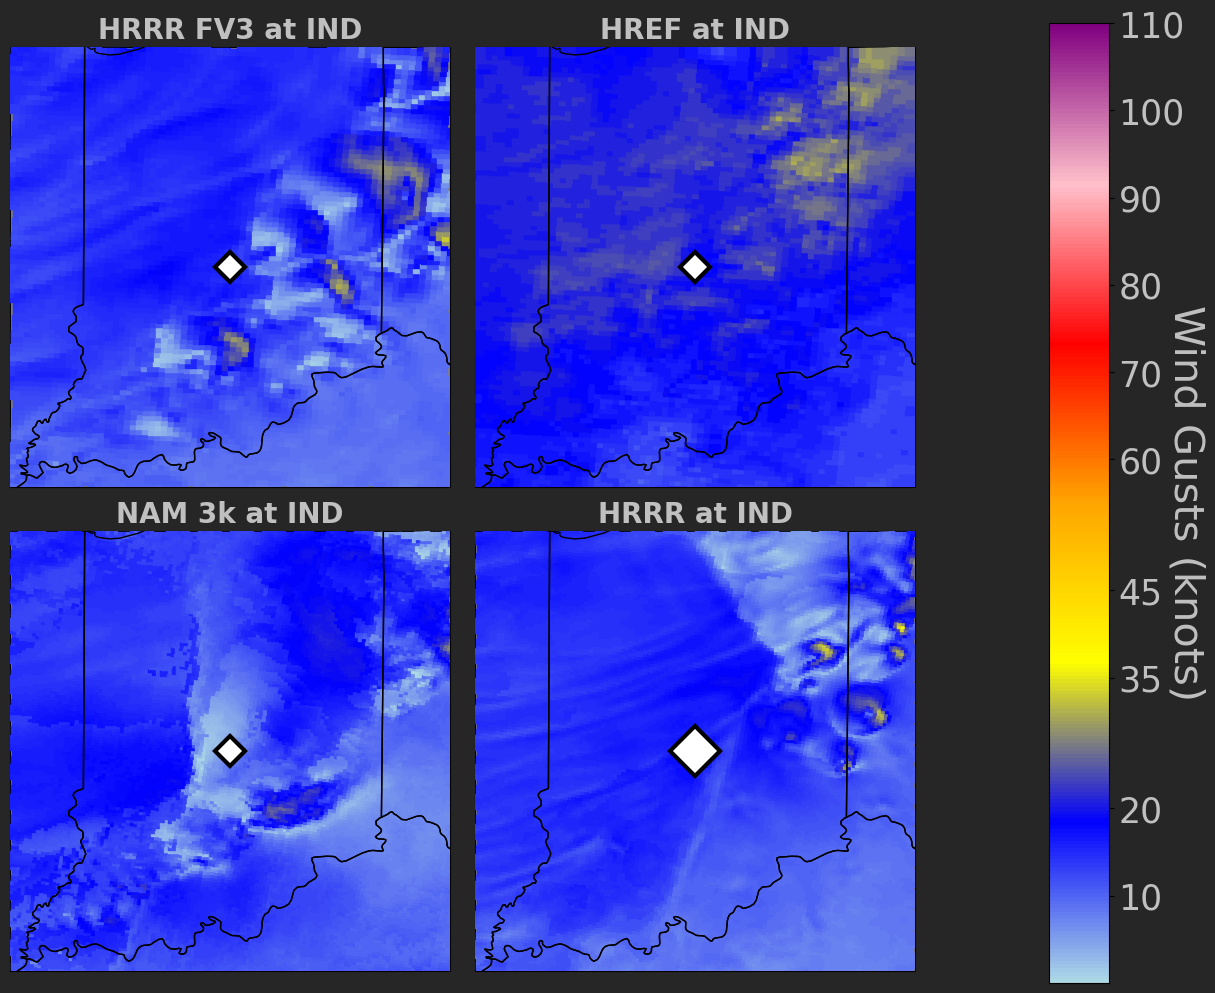 HRRR FV3 at IND
HREF at IND
NAM 3k at IND
HRRR at IND
110
100
90
80
70
60
45
35
20
10
Wind Gusts (knots)